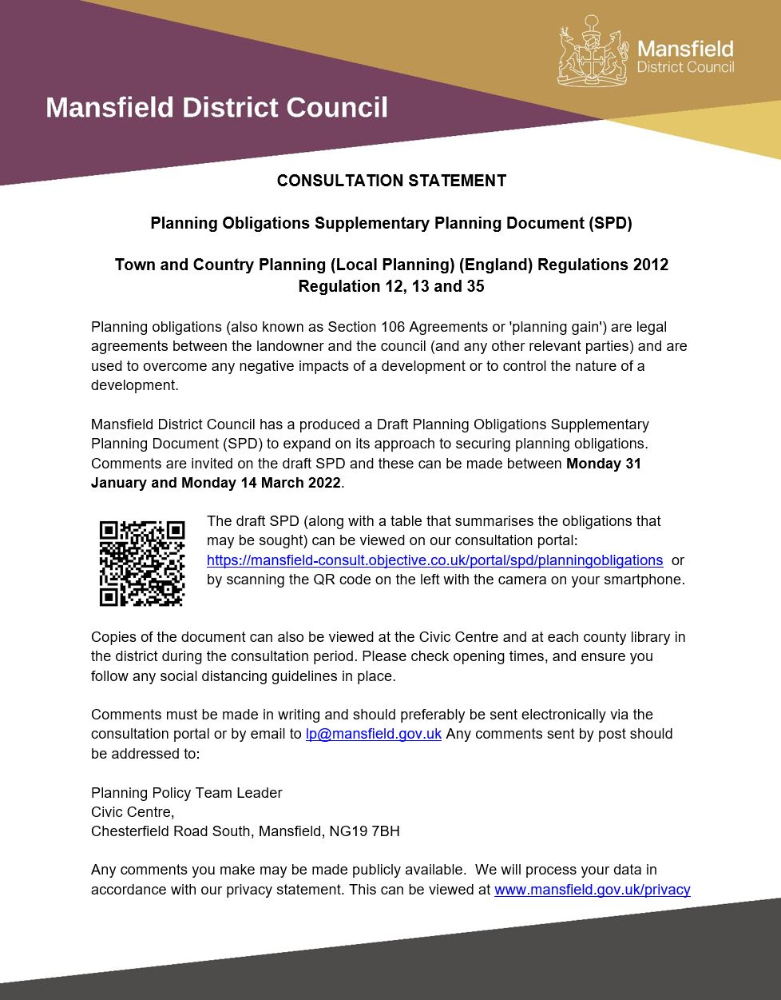 Mansfield
District Council
Mansfield District Council
CONSULTATION STATEMENT
Planning Obligations Supplementary Planning Document (SPD)
Town and Country Planning (Local Planning) (England) Regulations 2012
Regulation 12, 13 and 35
Planning obligations (also known as Section 106 Agreements or 'planning gain') are legal
agreements between the landowner and the council (and any other relevant parties) and are
used to overcome any negative impacts of a development or to control the nature of a
development.
Mansfield District Council has a produced a Draft Planning Obligations Supplementary
Planning Document (SPD) to expand on its approach to securing planning obligations.
Comments are invited on the draft SPD and these can be made between Monday 31
January and Monday 14 March 2022.
The draft SPD (along with a table that summarises the obligations that
may be sought) can be viewed on our consultation portal:
https://mansfield-consult.objective.co.uk/portal/spd/planningobligations or
by scanning the QR code on the left with the camera on your smartphone.
Copies of the document can also be viewed at the Civic Centre and at each county library in
the district during the consultation period. Please check opening times, and ensure you
follow any social distancing guidelines in place.
Comments must be made in writing and should preferably be sent electronically via the
consultation portal or by email to lp@mansfield.gov.uk Any comments sent by post should
be addressed to:
Planning Policy Team Leader
Civic Centre,
Chesterfield Road South, Mansfield, NG19 7BH
Any comments you make may be made publicly available. We will process your data in
accordance with our privacy statement. This can be viewed at www.mansfield.gov.uk/privacy